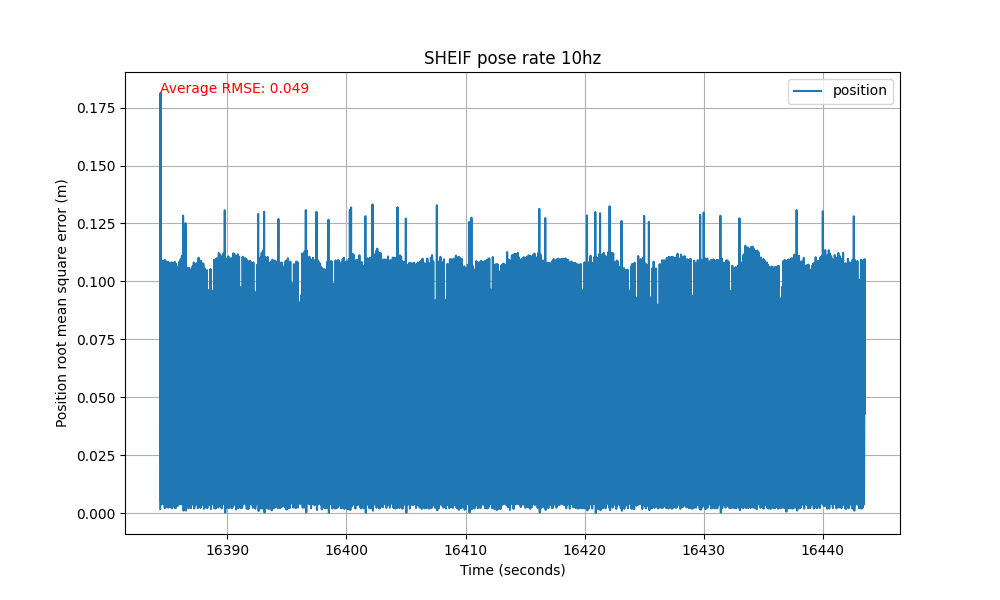 SHEIF pose rate 10hz
Average RMSE: 0.049
position
Position root mean square error (m)
0.175
0.150
0.125
0.100
0.075
0.050
0.025
0.000
16390 16400 16410 16420 16430 16440
Time (seconds)